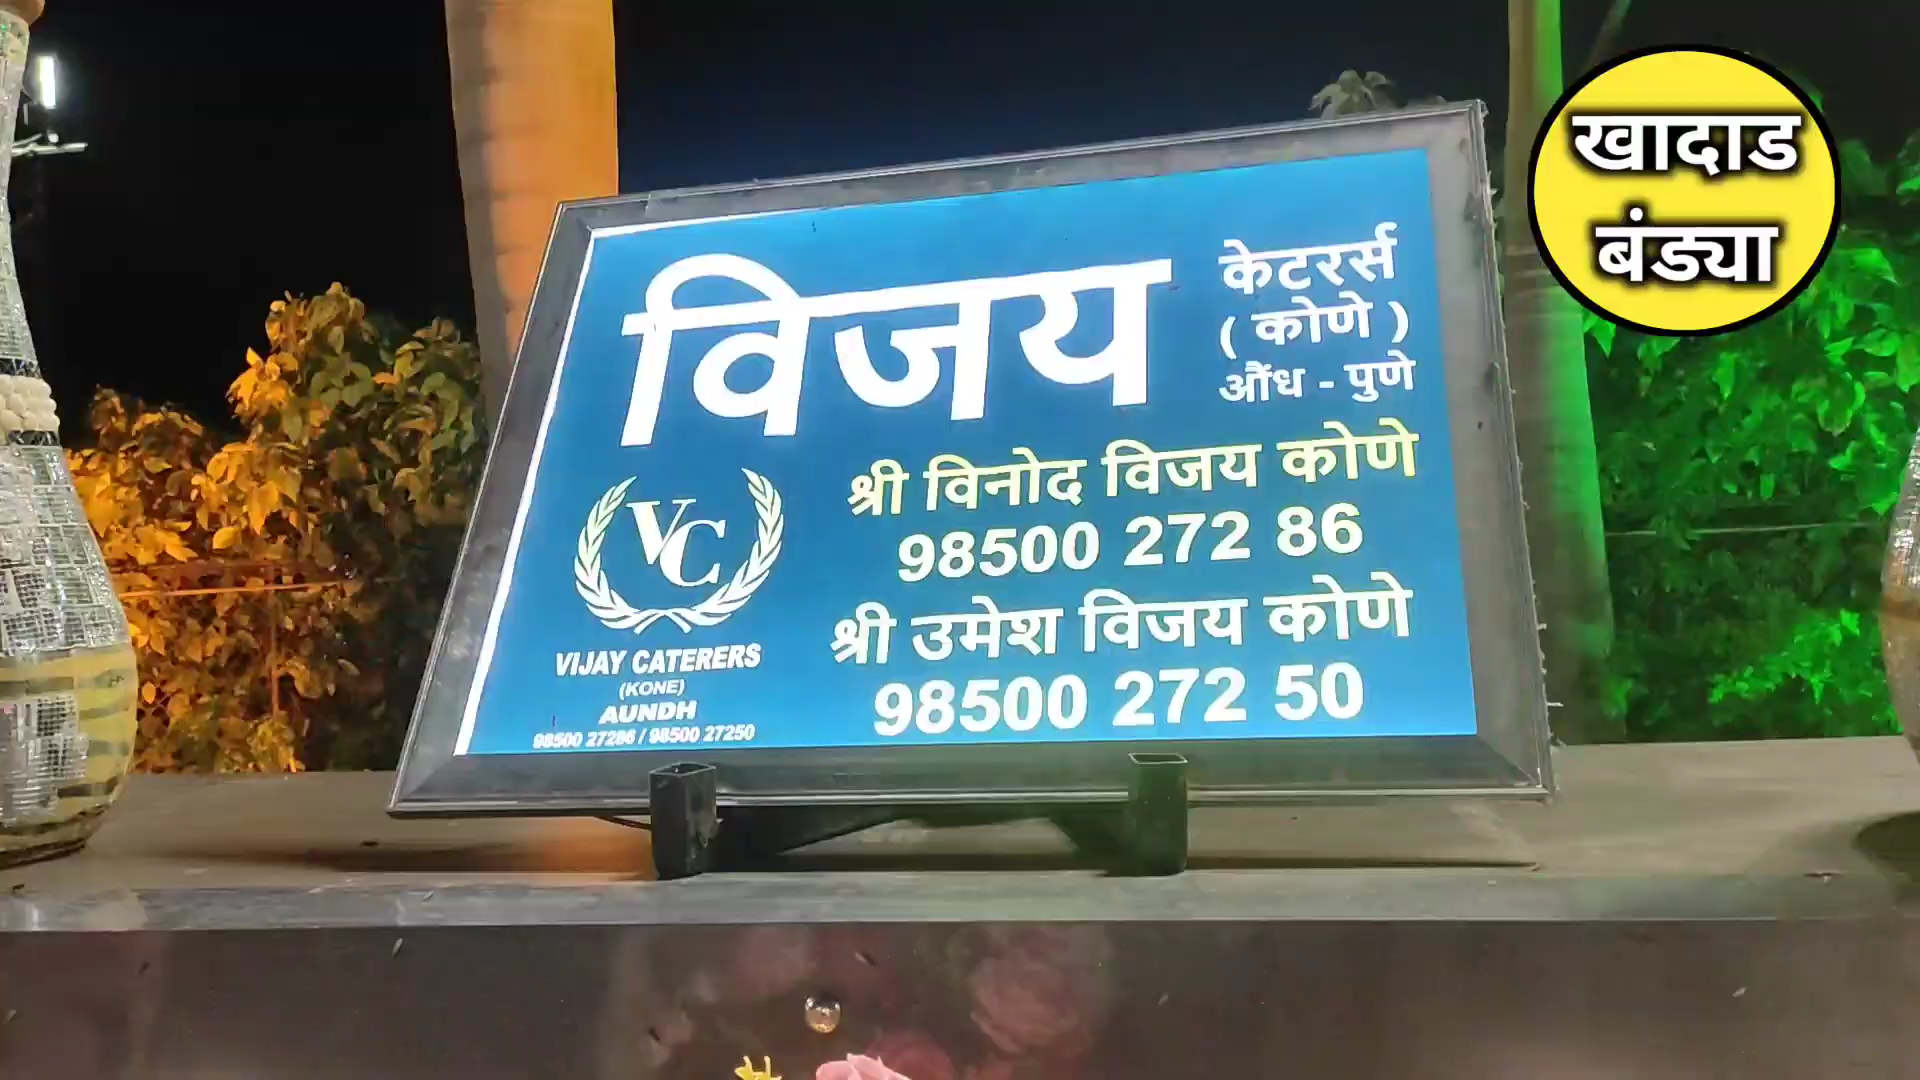 खादाड
बंड्या
विजय
केटरर्स
( कोणे )
औंध - पुणे
श्री विनोद विजय कोणे
98500 272 86
श्री उमेश विजय कोणे
98500 272 50
VC
VIJAY CATERERS
(KONE)
AUNDH
98500 27286 / 98500 27250